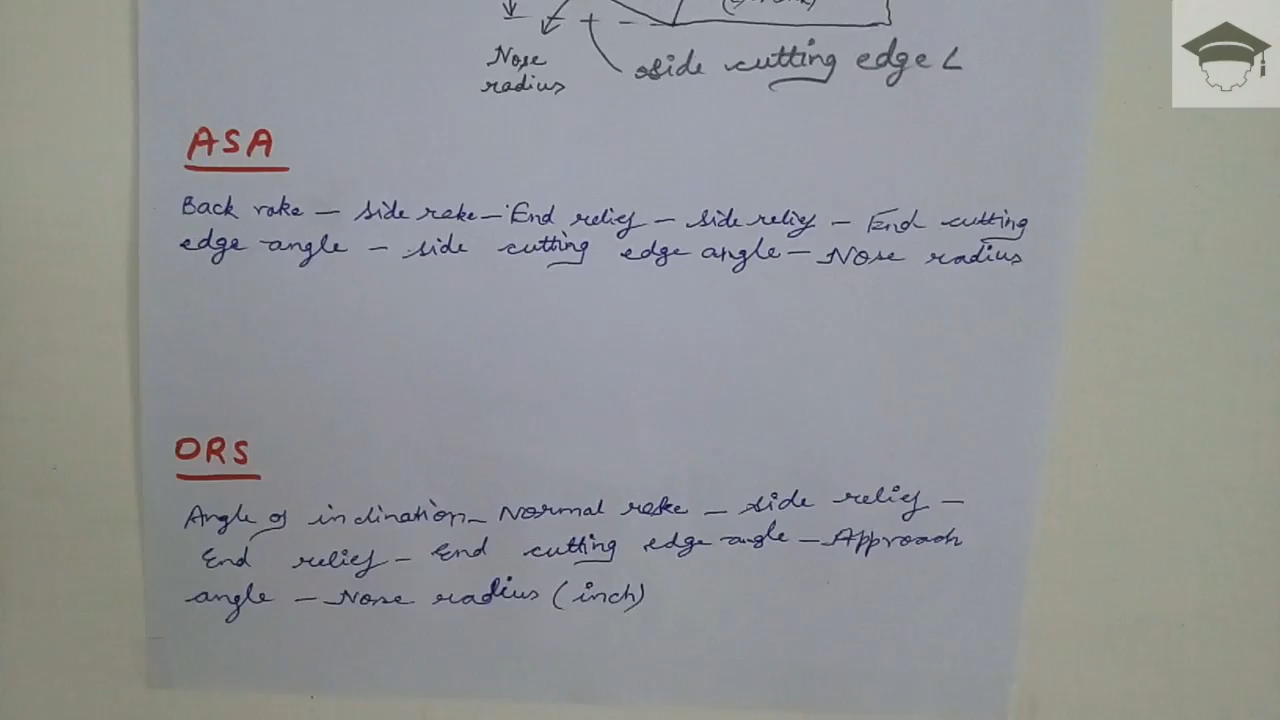 Nose
radius
side cutting edge ∠
ASA
Back rake - Side rake - End relief - Side relief - End cutting
edge angle - side cutting edge angle - Nose radius
ORS
Angle of inclination - Normal rake - side relief -
End relief - End cutting edge angle - Approach
angle - Nose radius (inch)